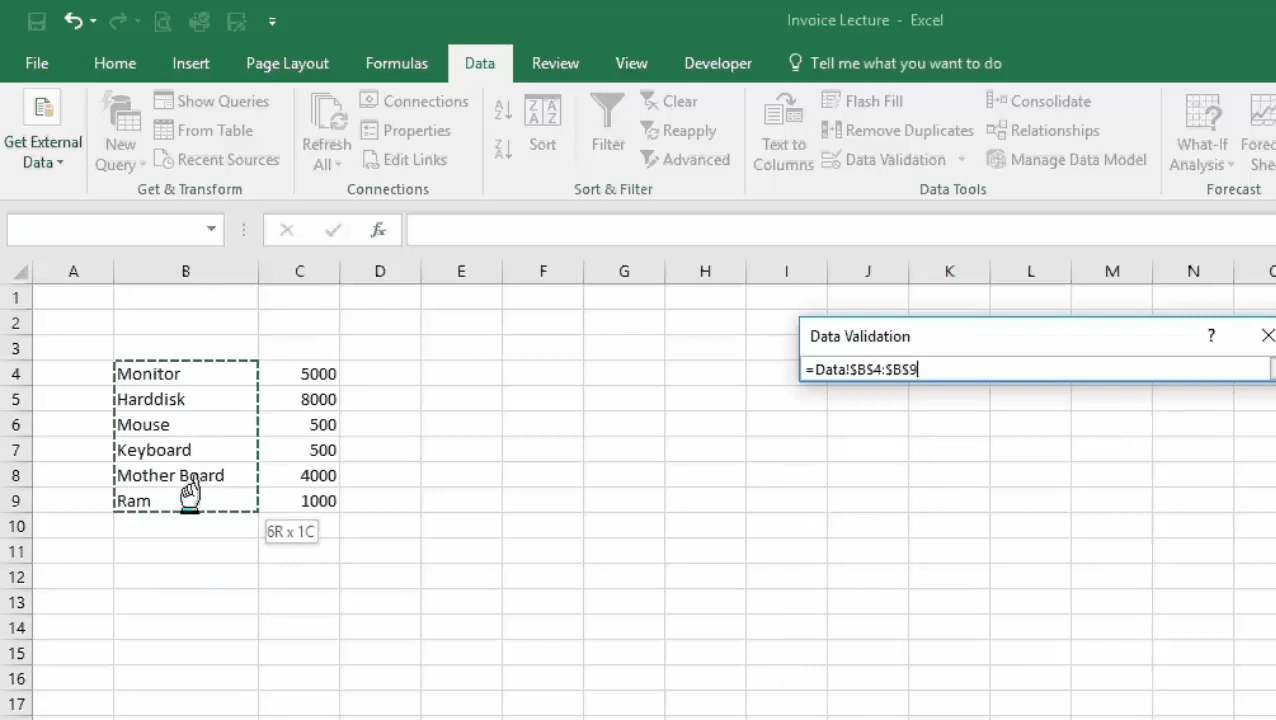 Invoice Lecture - Excel
File Home Insert Page Layout Formulas Data Review View Developer Tell me what you want to do
Get External Data
New Query
Show Queries
From Table
Recent Sources
Get & Transform
Refresh All
Connections
Properties
Edit Links
Connections
Sort
Filter
Clear
Reapply
Advanced
Sort & Filter
Text to Columns
Flash Fill
Remove Duplicates
Data Validation
Consolidate
Relationships
Manage Data Model
Data Tools
What-If Analysis
Forecast
fx
A B C D E F G H I J K L M N
1
2
3
4 Monitor 5000
5 Harddisk 8000
6 Mouse 500
7 Keyboard 500
8 Mother Board 4000
9 Ram 1000
10
11
12
13
14
15
16
17
6R x 1C
Data Validation ?
=Data!$B$4:$B$9